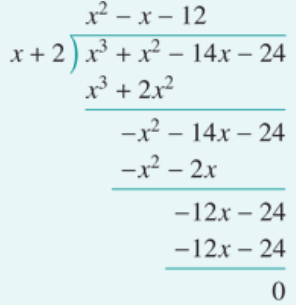 x² − x − 12
x + 2 ) x³ + x² − 14x − 24
x³ + 2x²
−x² − 14x − 24
−x² − 2x
−12x − 24
−12x − 24
0